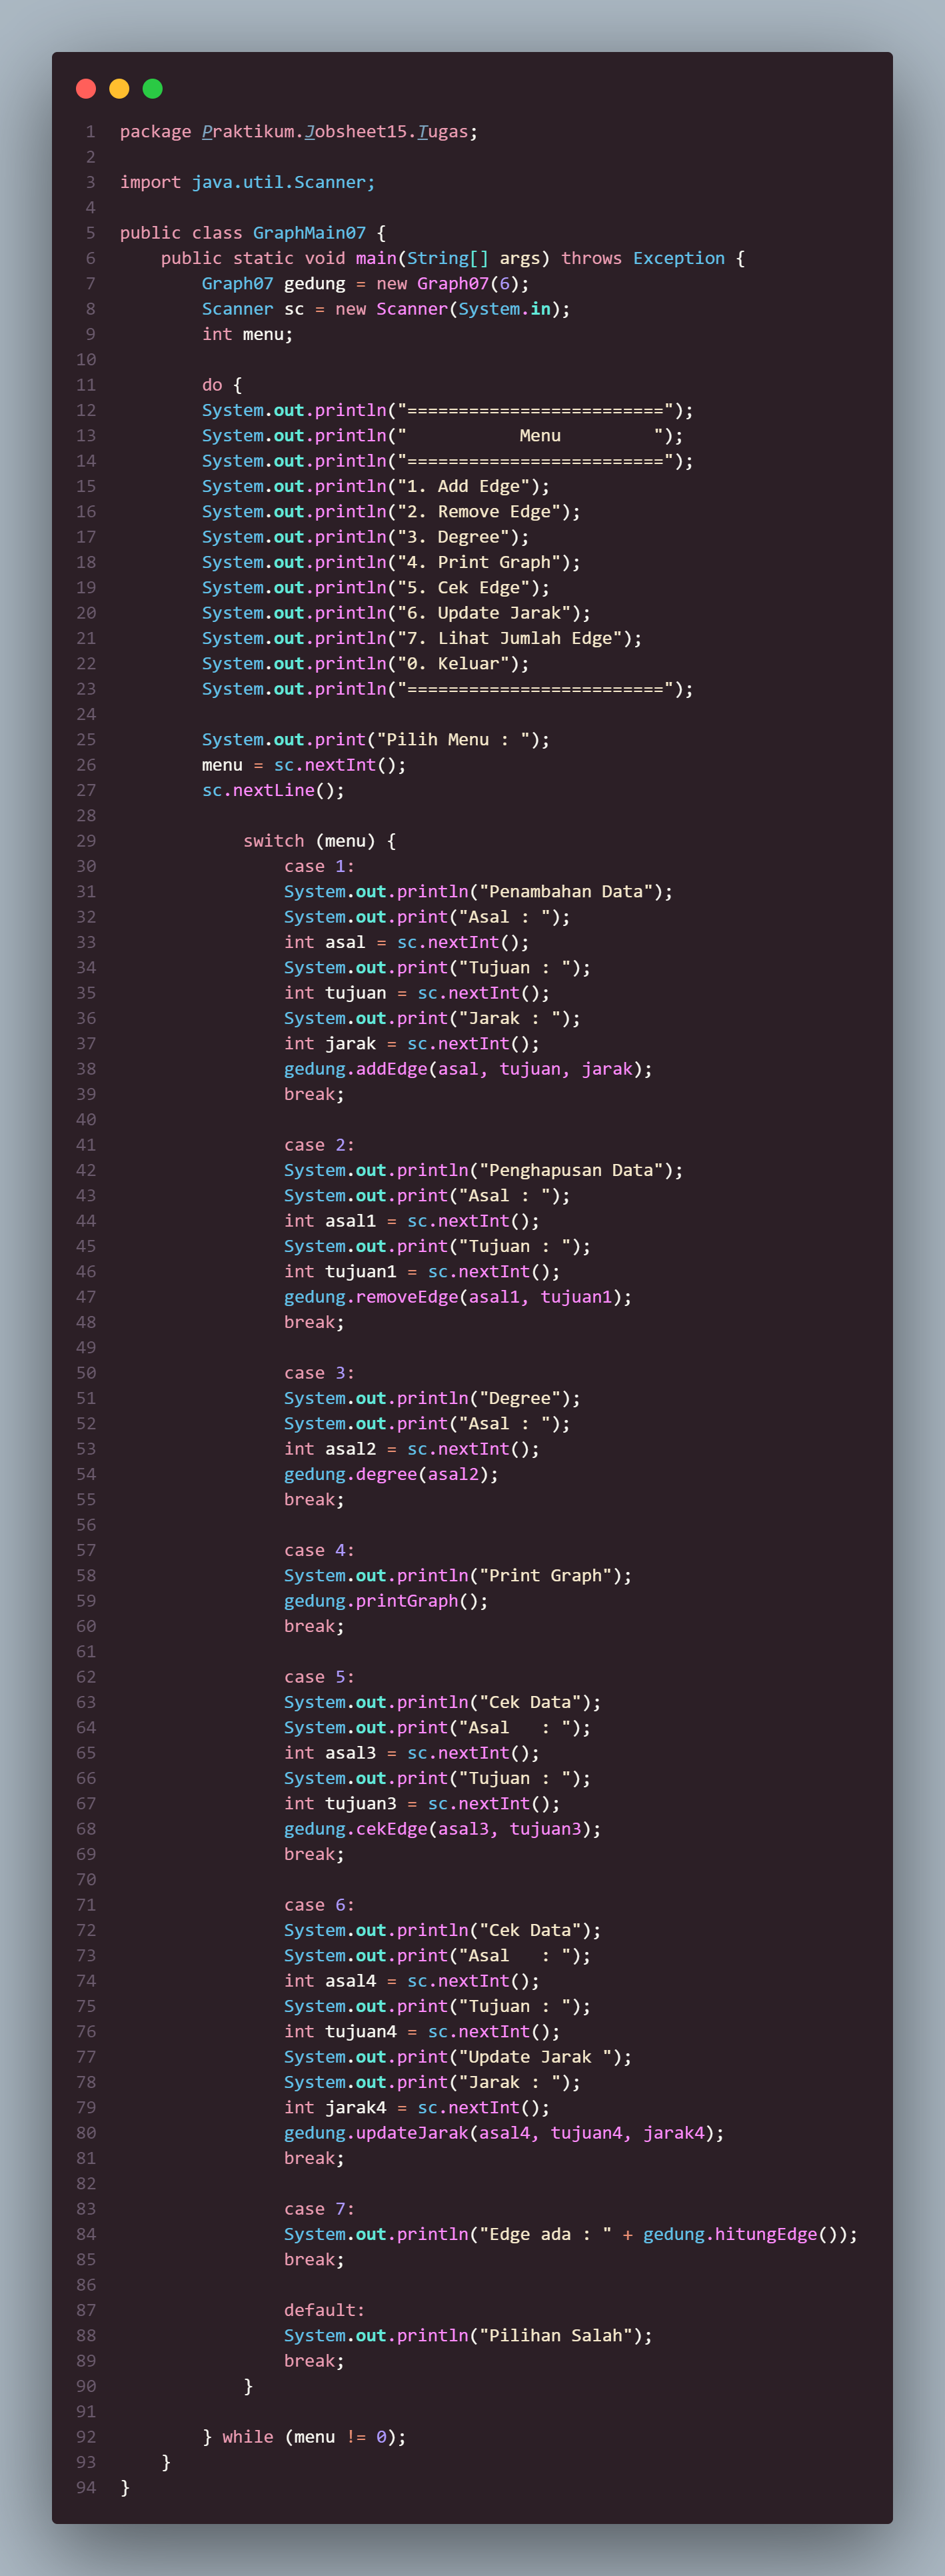 1 package Praktikum.Jobsheet15.Tugas;
2
3 import java.util.Scanner;
4
5 public class GraphMain07 {
6     public static void main(String[] args) throws Exception {
7         Graph07 gedung = new Graph07(6);
8         Scanner sc = new Scanner(System.in);
9         int menu;
10
11         do {
12         System.out.println("=========================");
13         System.out.println("           Menu         ");
14         System.out.println("=========================");
15         System.out.println("1. Add Edge");
16         System.out.println("2. Remove Edge");
17         System.out.println("3. Degree");
18         System.out.println("4. Print Graph");
19         System.out.println("5. Cek Edge");
20         System.out.println("6. Update Jarak");
21         System.out.println("7. Lihat Jumlah Edge");
22         System.out.println("0. Keluar");
23         System.out.println("=========================");
24
25         System.out.print("Pilih Menu : ");
26         menu = sc.nextInt();
27         sc.nextLine();
28
29             switch (menu) {
30                 case 1:
31                 System.out.println("Penambahan Data");
32                 System.out.print("Asal : ");
33                 int asal = sc.nextInt();
34                 System.out.print("Tujuan : ");
35                 int tujuan = sc.nextInt();
36                 System.out.print("Jarak : ");
37                 int jarak = sc.nextInt();
38                 gedung.addEdge(asal, tujuan, jarak);
39                 break;
40
41                 case 2:
42                 System.out.println("Penghapusan Data");
43                 System.out.print("Asal : ");
44                 int asal1 = sc.nextInt();
45                 System.out.print("Tujuan : ");
46                 int tujuan1 = sc.nextInt();
47                 gedung.removeEdge(asal1, tujuan1);
48                 break;
49
50                 case 3:
51                 System.out.println("Degree");
52                 System.out.print("Asal : ");
53                 int asal2 = sc.nextInt();
54                 gedung.degree(asal2);
55                 break;
56
57                 case 4:
58                 System.out.println("Print Graph");
59                 gedung.printGraph();
60                 break;
61
62                 case 5:
63                 System.out.println("Cek Data");
64                 System.out.print("Asal   : ");
65                 int asal3 = sc.nextInt();
66                 System.out.print("Tujuan : ");
67                 int tujuan3 = sc.nextInt();
68                 gedung.cekEdge(asal3, tujuan3);
69                 break;
70
71                 case 6:
72                 System.out.println("Cek Data");
73                 System.out.print("Asal   : ");
74                 int asal4 = sc.nextInt();
75                 System.out.print("Tujuan : ");
76                 int tujuan4 = sc.nextInt();
77                 System.out.print("Update Jarak ");
78                 System.out.print("Jarak : ");
79                 int jarak4 = sc.nextInt();
80                 gedung.updateJarak(asal4, tujuan4, jarak4);
81                 break;
82
83                 case 7:
84                 System.out.println("Edge ada : " + gedung.hitungEdge());
85                 break;
86
87                 default:
88                 System.out.println("Pilihan Salah");
89                 break;
90             }
91
92         } while (menu != 0);
93     }
94 }